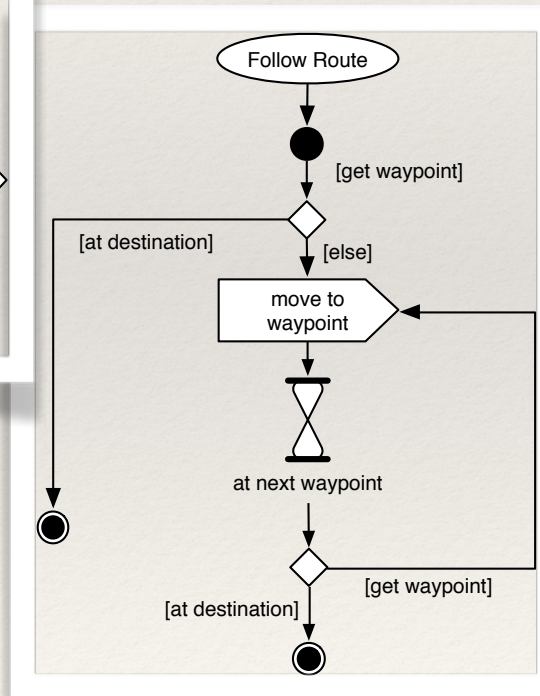 Follow Route
[get waypoint]
[at destination]
[else]
move to
waypoint
at next waypoint
[get waypoint]
[at destination]